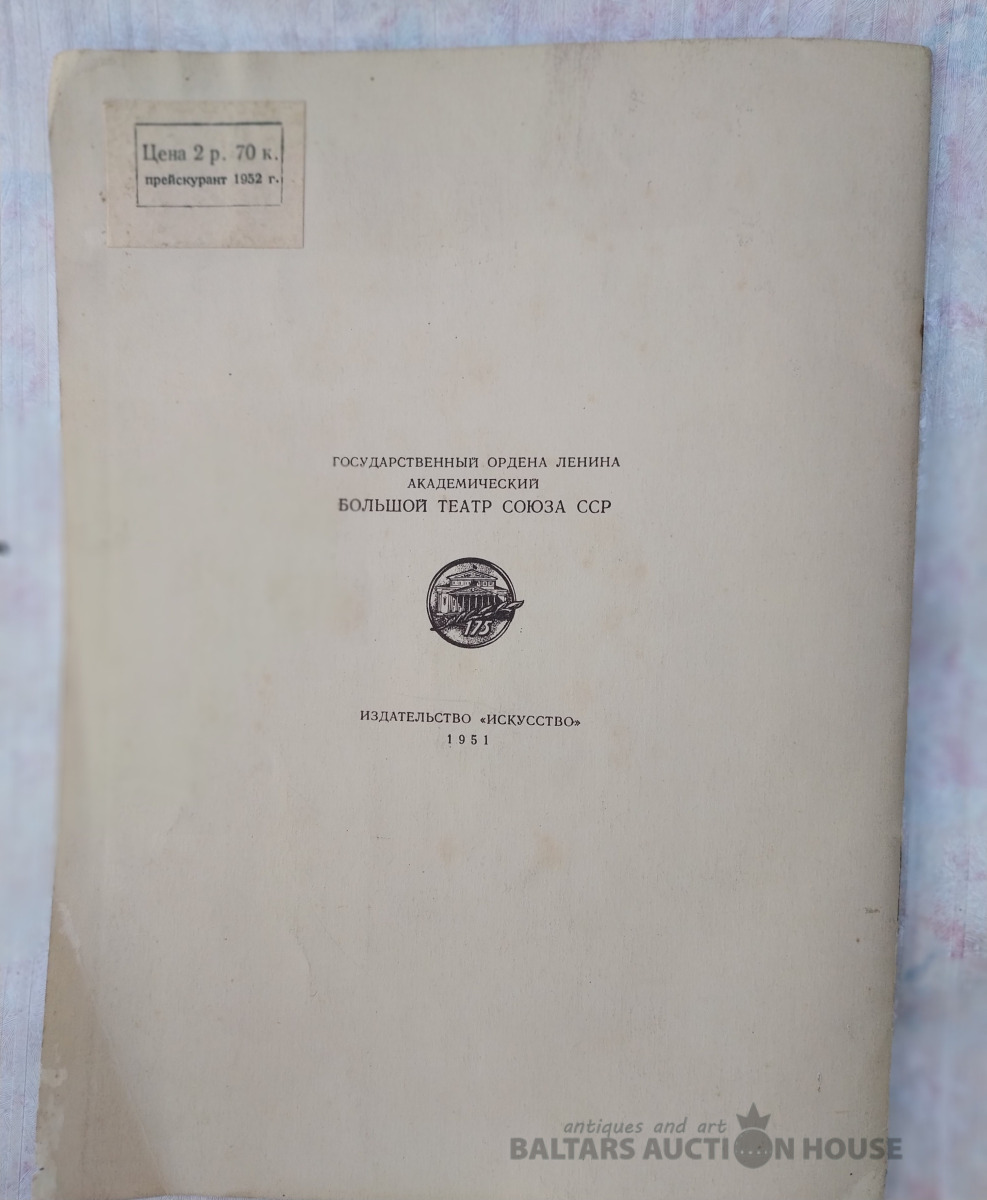 Цена 2 р. 70 к.
прейскурант 1952 г.
ГОСУДАРСТВЕННЫЙ ОРДЕНА ЛЕНИНА
АКАДЕМИЧЕСКИЙ
БОЛЬШОЙ ТЕАТР СОЮЗА ССР
175
ИЗДАТЕЛЬСТВО «ИСКУССТВО»
1951
antiques and art
BALTARS AUCTION HOUSE